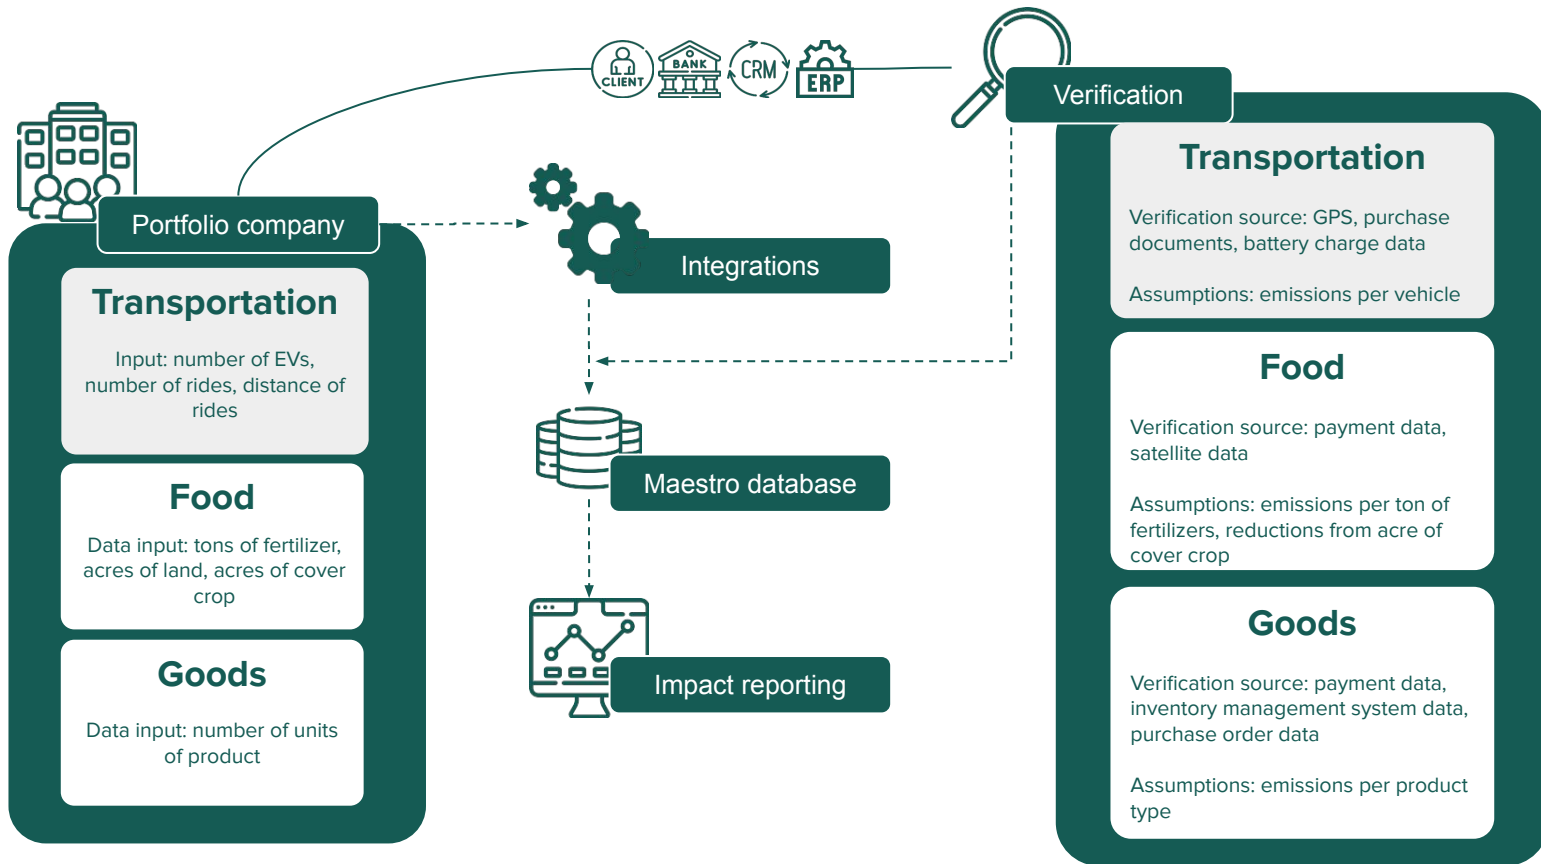 CLIENT
BANK
CRM
ERP
Verification
Portfolio company
Transportation
Input: number of EVs,
number of rides, distance of
rides
Food
Data input: tons of fertilizer,
acres of land, acres of cover
crop
Goods
Data input: number of units
of product
Integrations
Maestro database
Impact reporting
Transportation
Verification source: GPS, purchase
documents, battery charge data
Assumptions: emissions per vehicle
Food
Verification source: payment data,
satellite data
Assumptions: emissions per ton of
fertilizers, reductions from acre of
cover crop
Goods
Verification source: payment data,
inventory management system data,
purchase order data
Assumptions: emissions per product
type